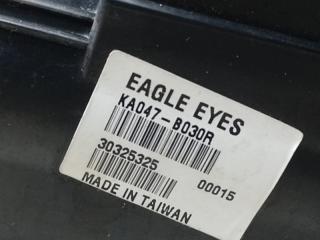 EAGLE EYES
KA047-B030R
30325325 00015
MADE IN TAIWAN